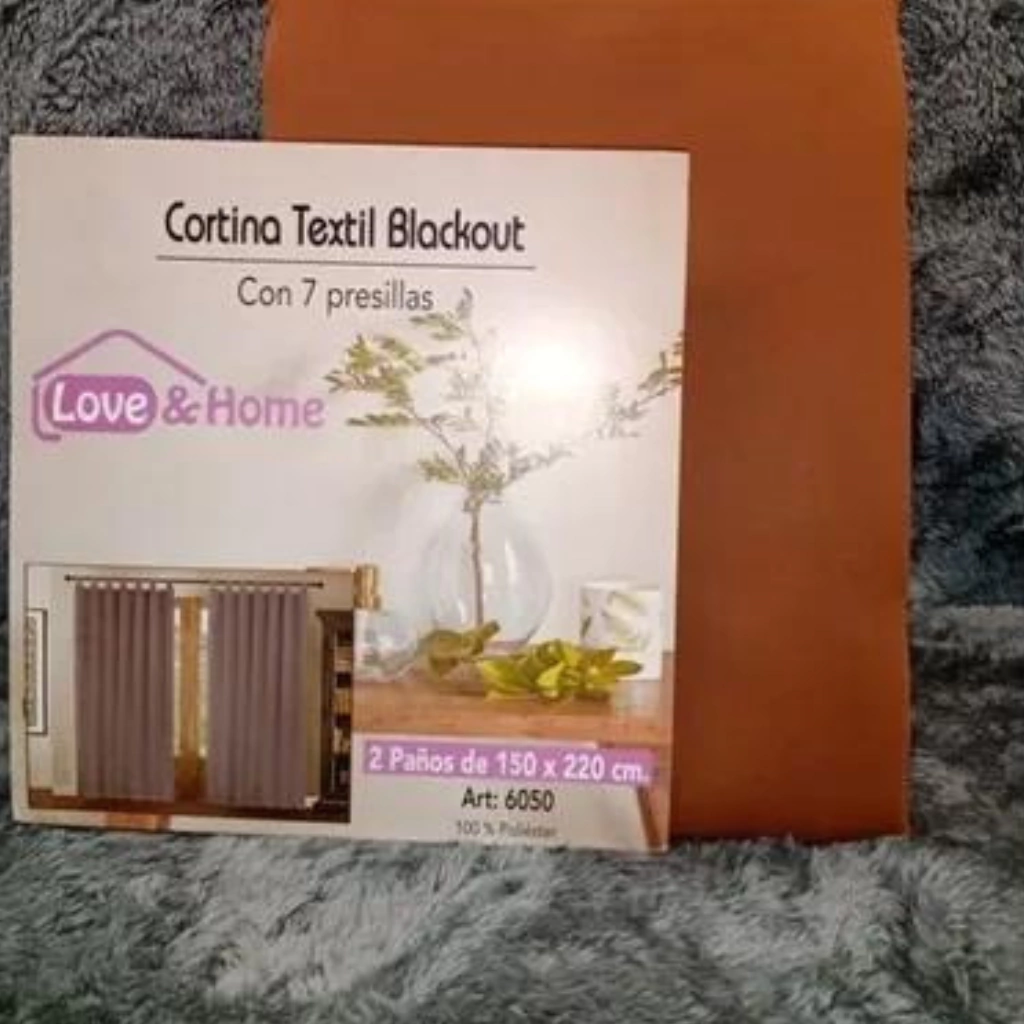 Cortina Textil Blackout
Con 7 presillas
Love & Home
2 Paños de 150 x 220 cm.
Art: 6050
100 % Poliéster